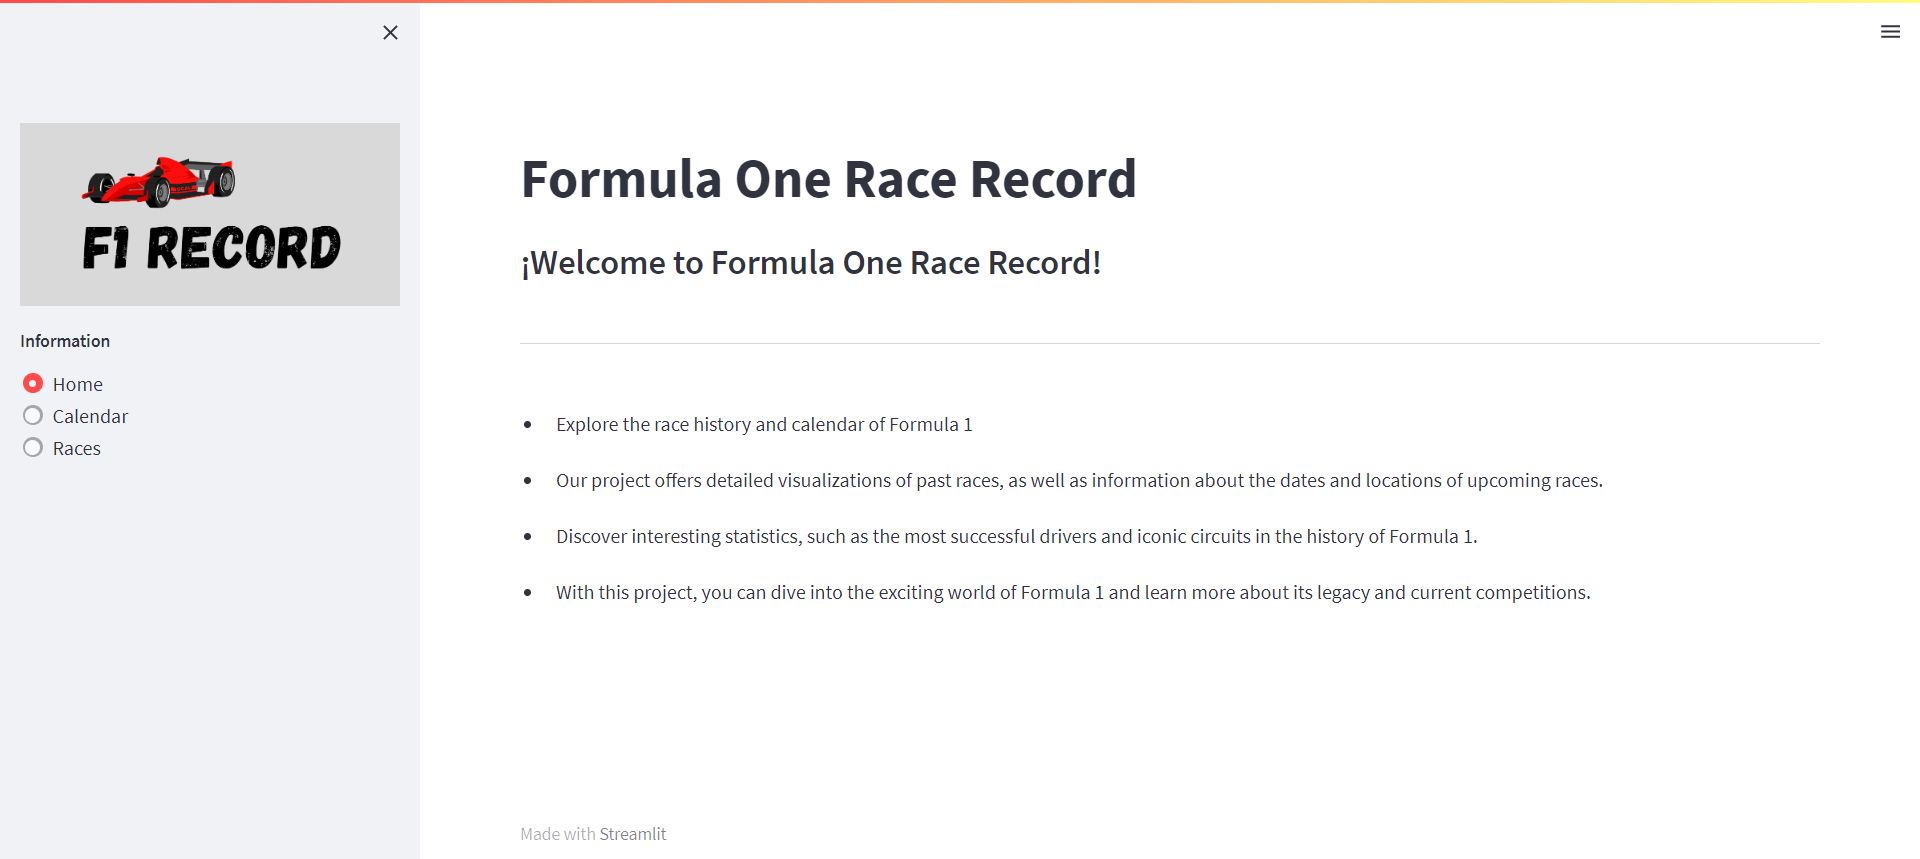 F1 RECORD
Information
Home
Calendar
Races
Formula One Race Record
¡Welcome to Formula One Race Record!
Explore the race history and calendar of Formula 1
Our project offers detailed visualizations of past races, as well as information about the dates and locations of upcoming races.
Discover interesting statistics, such as the most successful drivers and iconic circuits in the history of Formula 1.
With this project, you can dive into the exciting world of Formula 1 and learn more about its legacy and current competitions.
Made with Streamlit